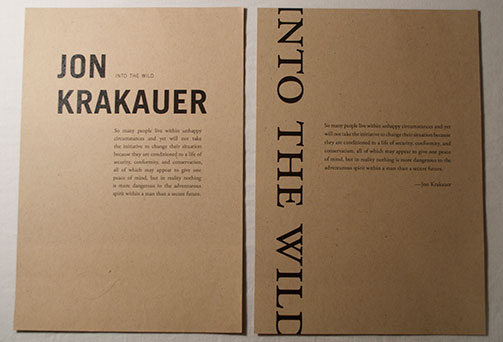 JON
INTO THE WILD
KRAKAUER
So many people live within unhappy
circumstances and yet will not take
the initiative to change their situation
because they are conditioned to a life of
security, conformity, and conservation,
all of which may appear to give one
peace of mind, but in reality nothing
is more dangerous to the adventurous
spirit within a man than a secure future.
INTO THE WILD
So many people live within unhappy circumstances and yet
will not take the initiative to change their situation because
they are conditioned to a life of security, conformity, and
conservation, all of which may appear to give one peace
of mind, but in reality nothing is more dangerous to the
adventurous spirit within a man than a secure future.
—Jon Krakauer